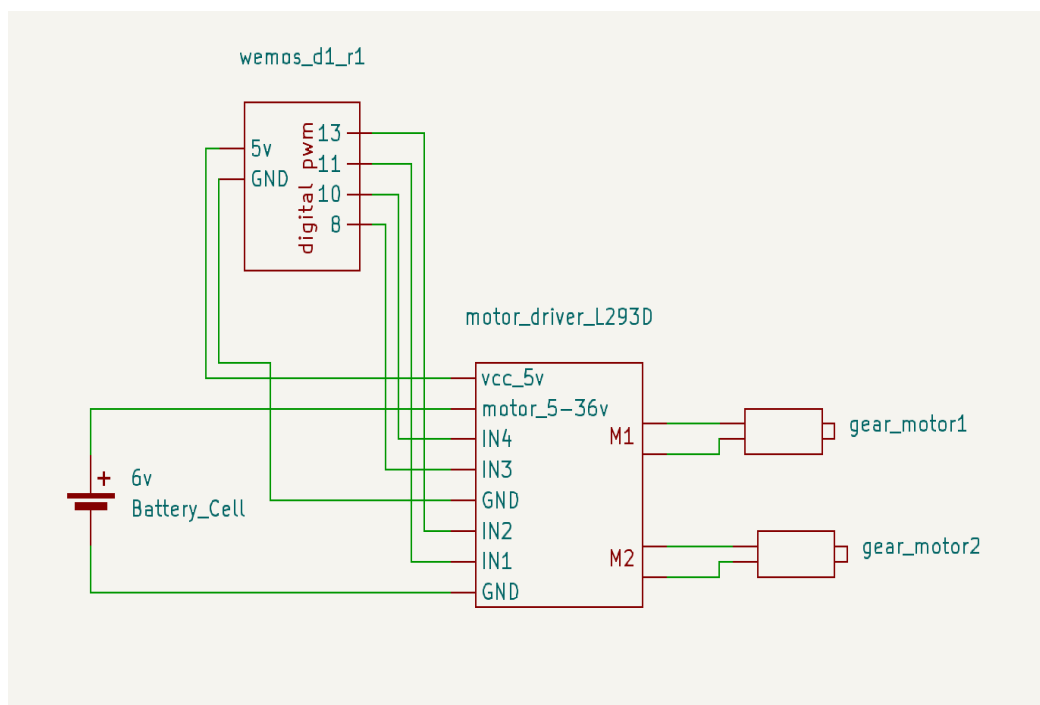 wemos_d1_r1
5v
GND
digital pwm
13
11
10
8
motor_driver_L293D
vcc_5v
motor_5-36v
IN4
IN3
GND
IN2
IN1
GND
M1
M2
gear_motor1
gear_motor2
+
6v
Battery_Cell